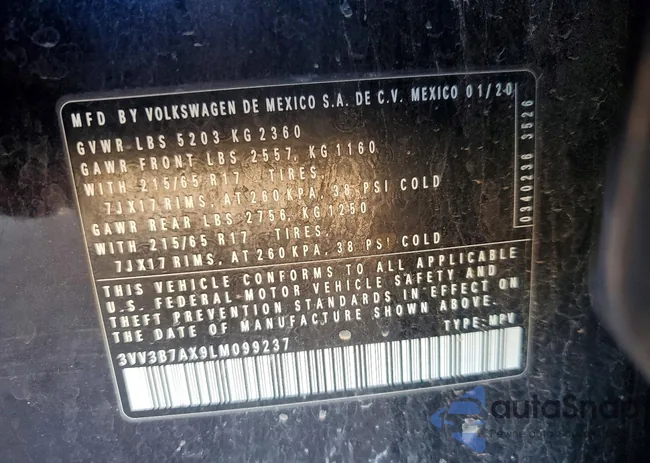 MFD BY VOLKSWAGEN DE MEXICO S.A. DE C.V. MEXICO 01/20
GVWR LBS 5203 KG 2360
GAWR FRONT LBS 2557, KG 1160
WITH 215/65 R17 TIRES,
7JX17 RIMS, AT 260 KPA, 38 PSI COLD
GAWR REAR LBS 2756, KG 1250
WITH 215/65 R17 TIRES,
7JX17 RIMS, AT 260 KPA, 38 PSI COLD
0340236 3526
THIS VEHICLE CONFORMS TO ALL APPLICABLE
U.S. FEDERAL-MOTOR VEHICLE SAFETY AND
THEFT PREVENTION STANDARDS IN EFFECT ON
THE DATE OF MANUFACTURE SHOWN ABOVE.
3VV3B7AX9LM099237 TYPE: MPV
autoSnap